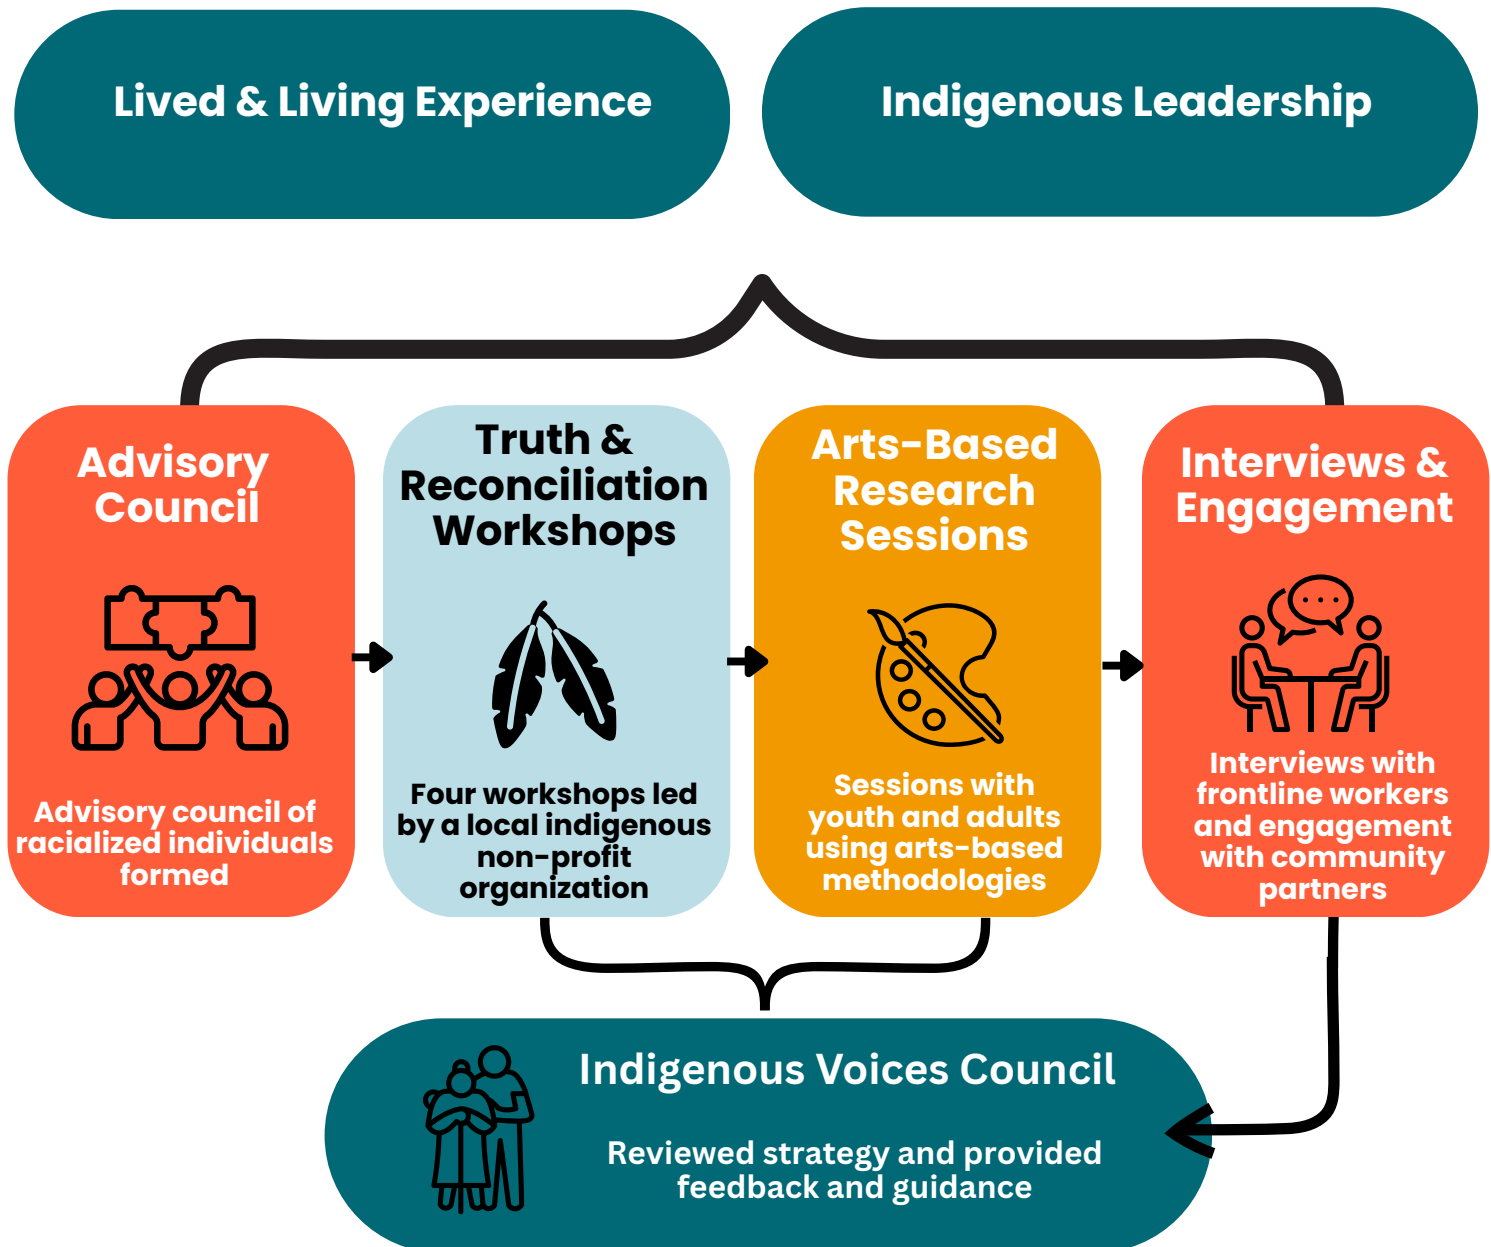 Lived & Living Experience
Indigenous Leadership
Advisory
Council
Advisory council of
racialized individuals
formed
Truth &
Reconciliation
Workshops
Four workshops led
by a local indigenous
non-profit
organization
Arts-Based
Research
Sessions
Sessions with
youth and adults
using arts-based
methodologies
Interviews &
Engagement
Interviews with
frontline workers
and engagement
with community
partners
Indigenous Voices Council
Reviewed strategy and provided
feedback and guidance